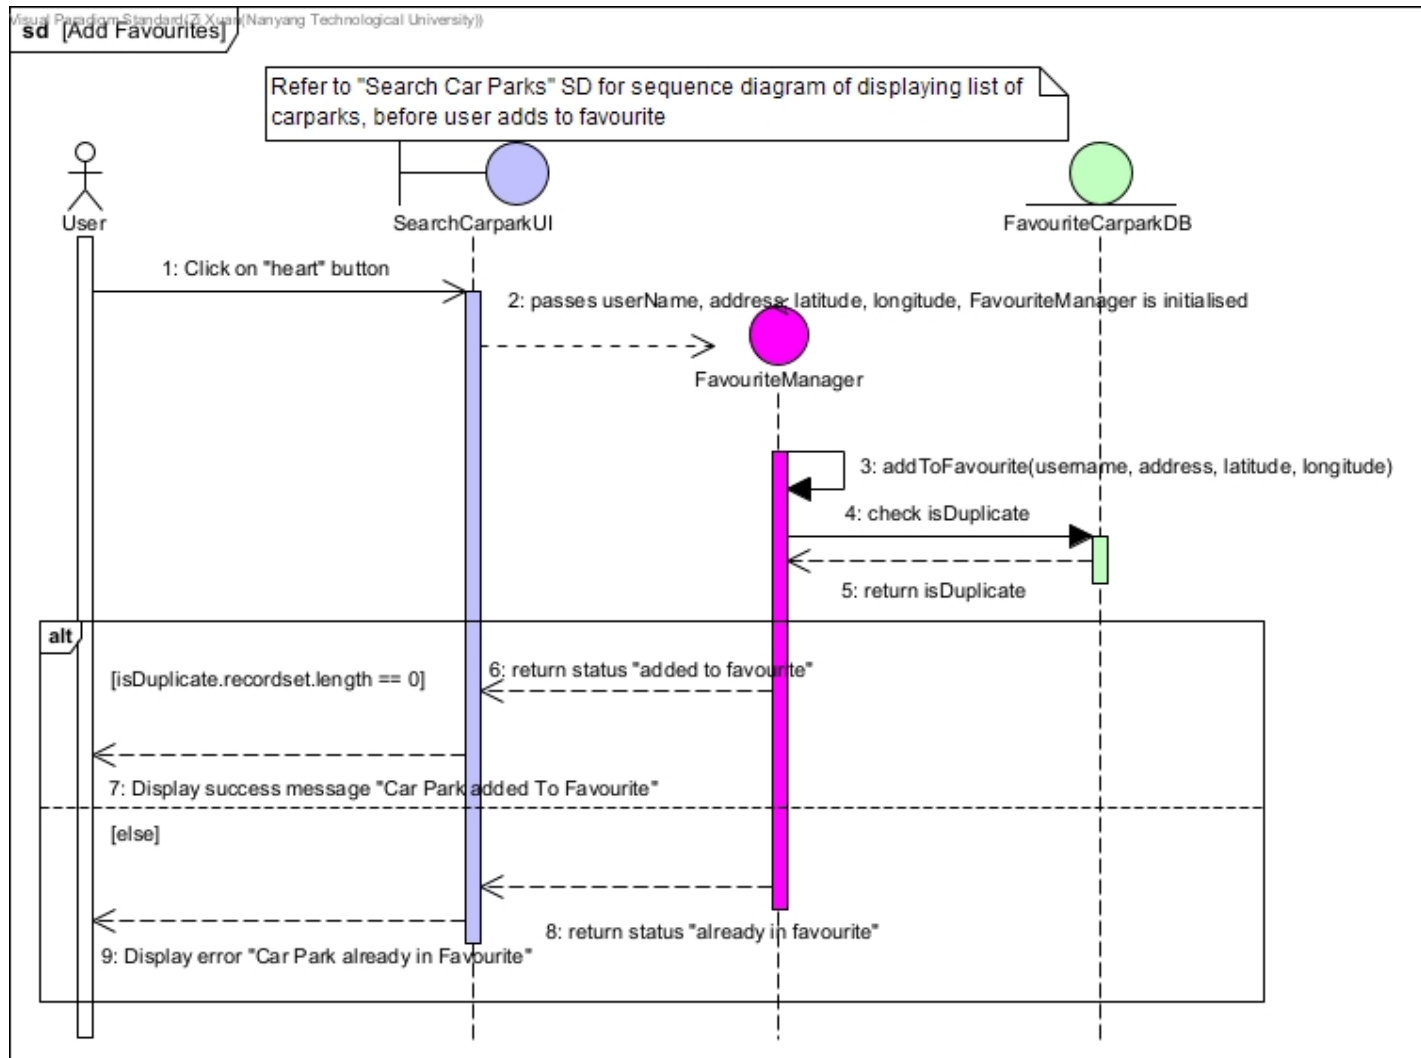 Visual Paradigm Standard(Zi Xuan(Nanyang Technological University))
sd [Add Favourites]
Refer to "Search Car Parks" SD for sequence diagram of displaying list of
carparks, before user adds to favourite
User
SearchCarparkUI
FavouriteCarparkDB
1: Click on "heart" button
2: passes userName, address, latitude, longitude, FavouriteManager is initialised
FavouriteManager
3: addToFavourite(username, address, latitude, longitude)
4: check isDuplicate
5: return isDuplicate
alt
[isDuplicate.recordset.length == 0]
6: return status "added to favourite"
7: Display success message "Car Park added To Favourite"
[else]
8: return status "already in favourite"
9: Display error "Car Park already in Favourite"